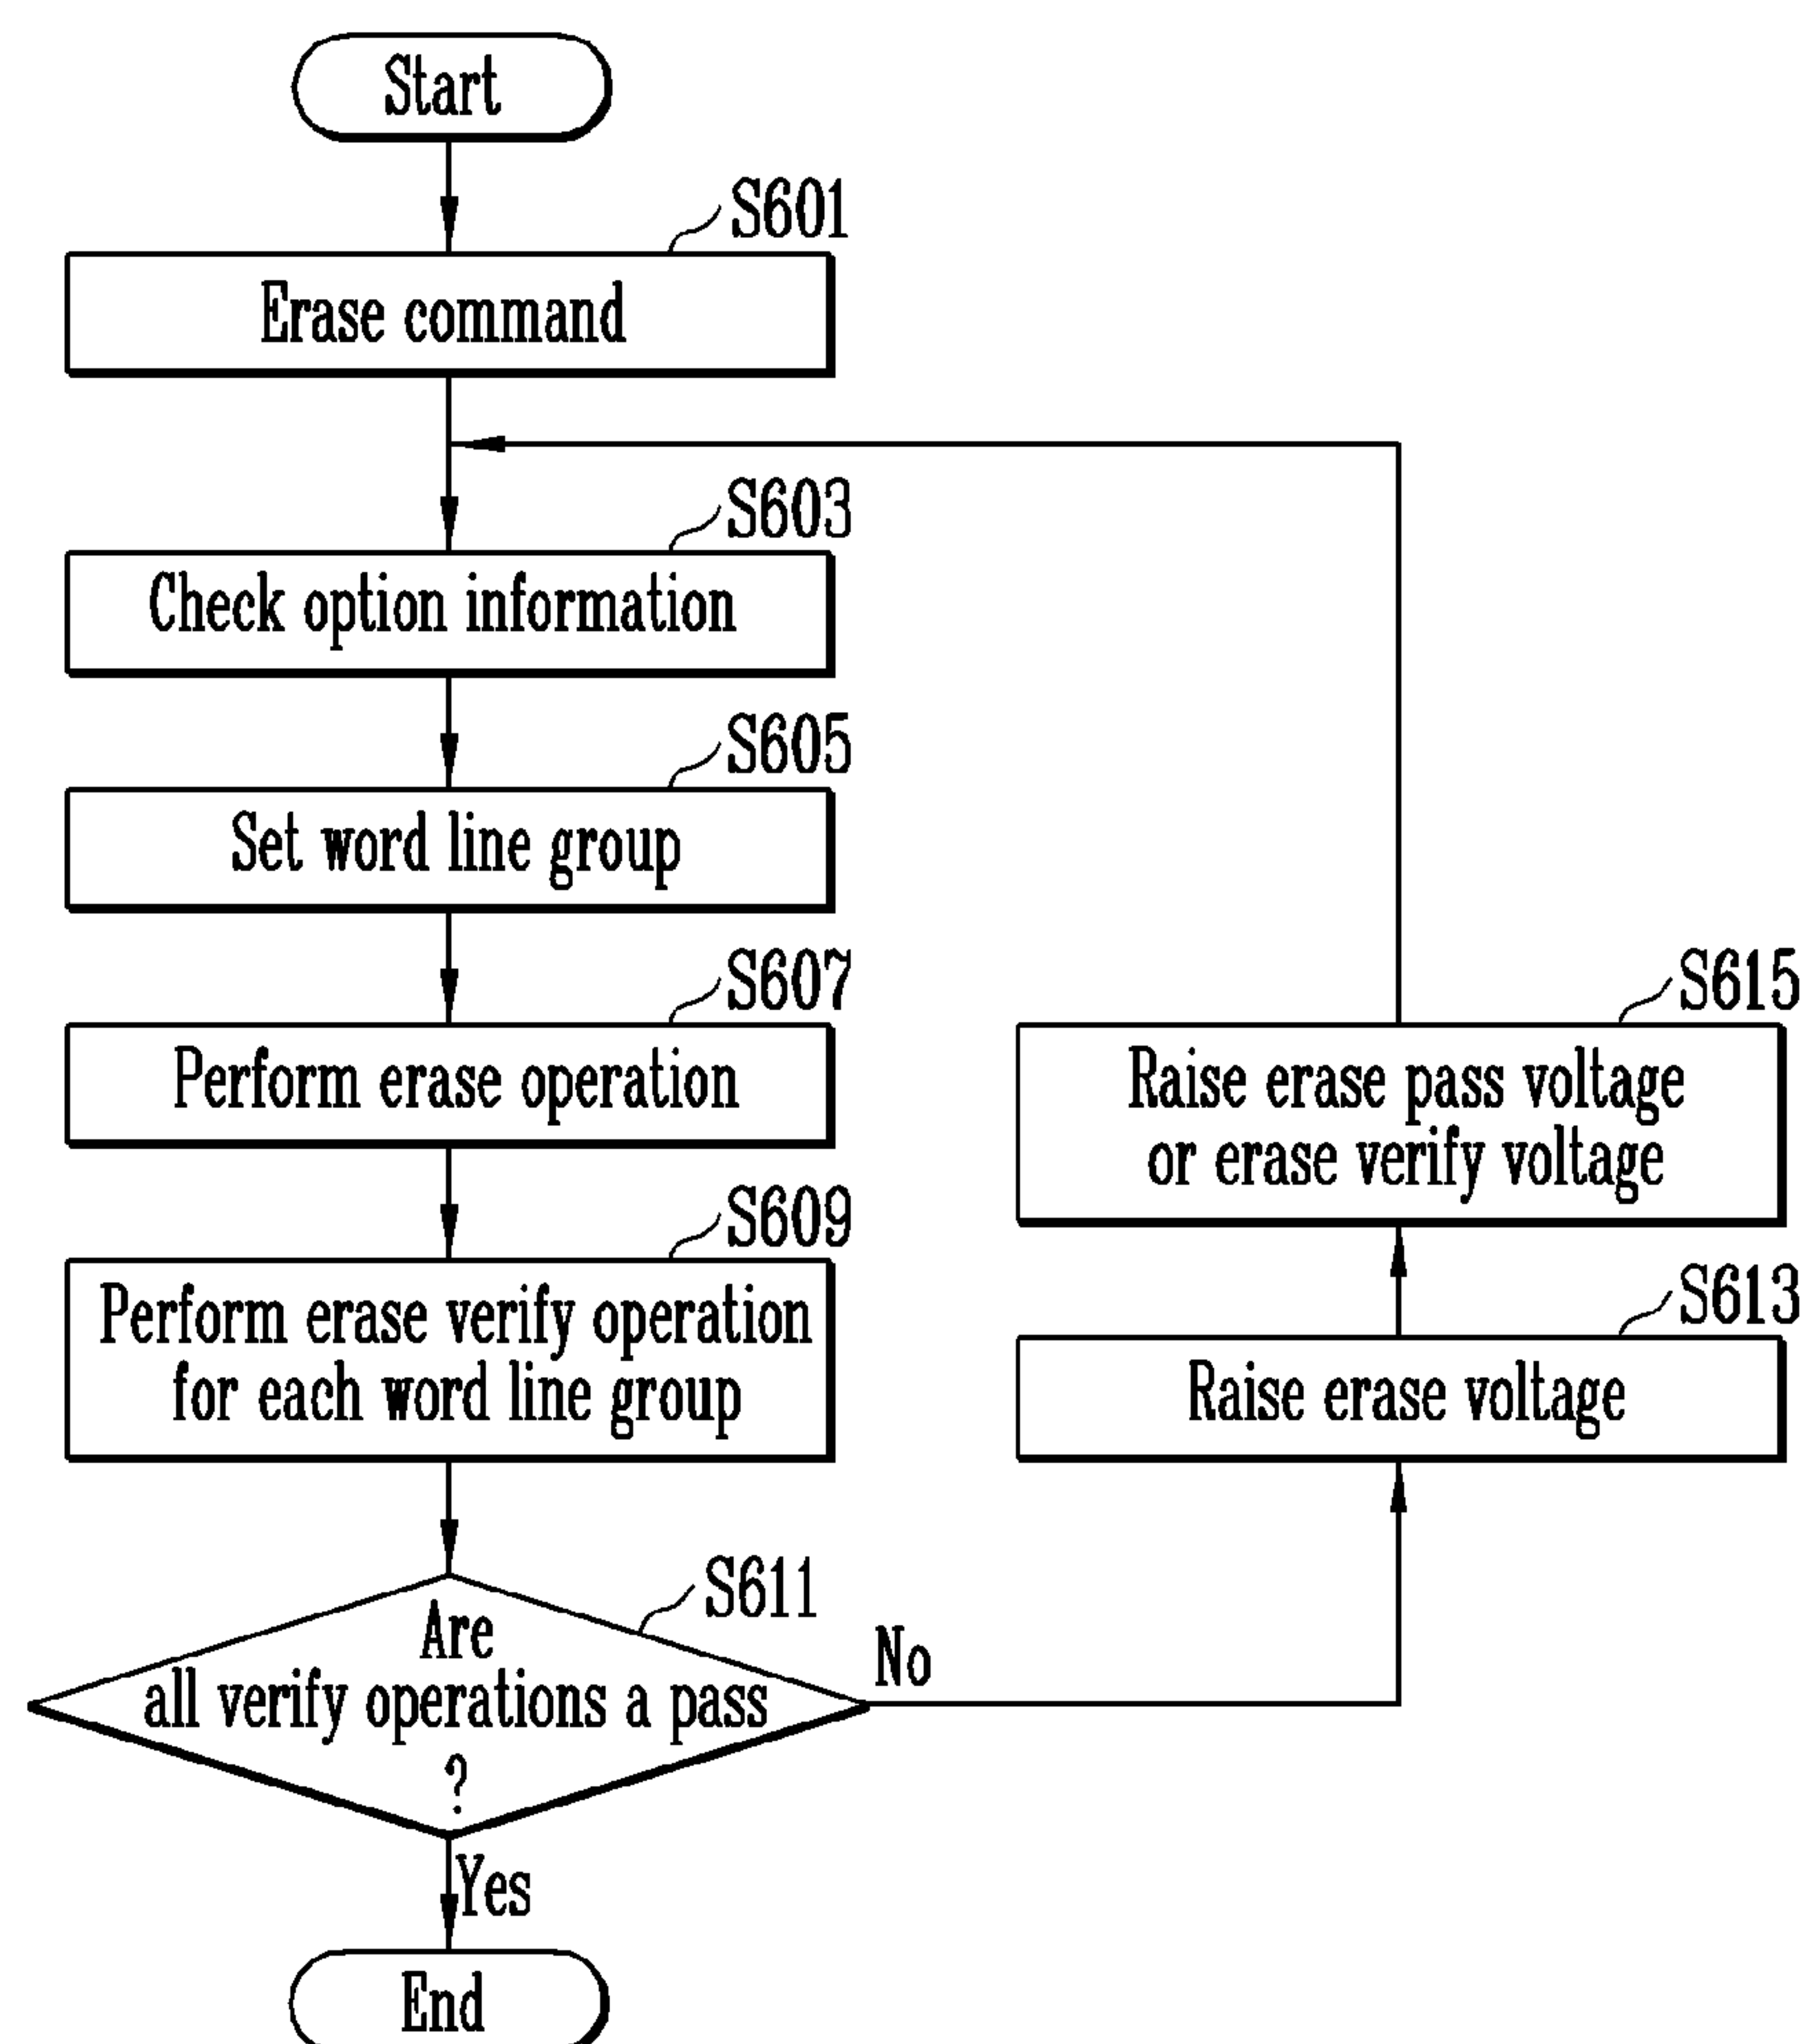 Start
S601
Erase command
S603
Check option information
S605
Set word line group
S607
Perform erase operation
S609
Perform erase verify operation
for each word line group
S611
Are
all verify operations a pass
?
No
Yes
End
S615
Raise erase pass voltage
or erase verify voltage
S613
Raise erase voltage